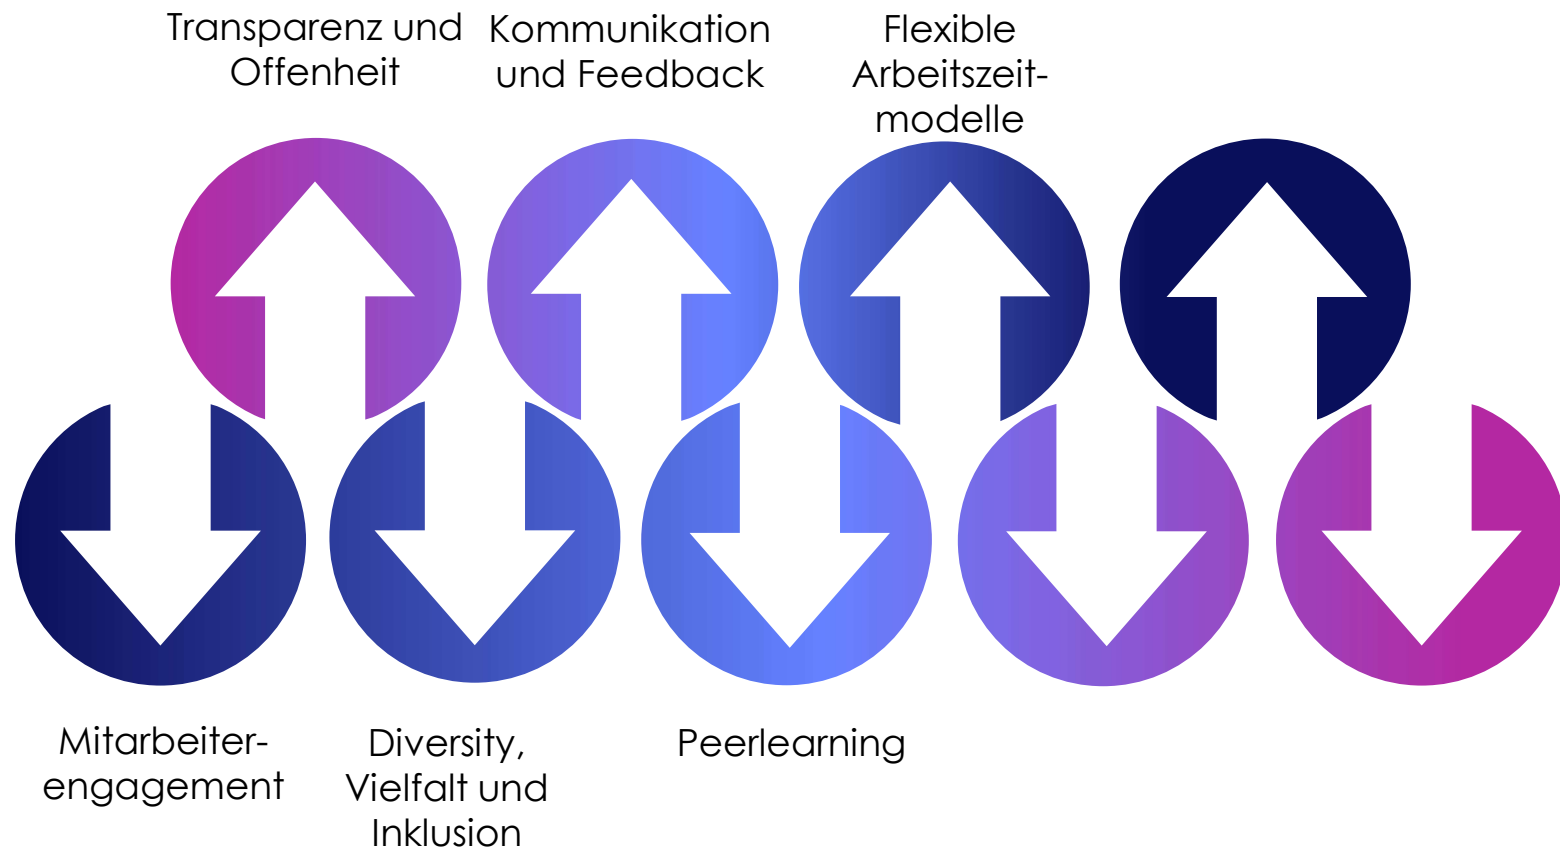 Transparenz und
Offenheit
Kommunikation
und Feedback
Flexible
Arbeitszeit-
modelle
Mitarbeiter-
engagement
Diversity,
Vielfalt und
Inklusion
Peerlearning